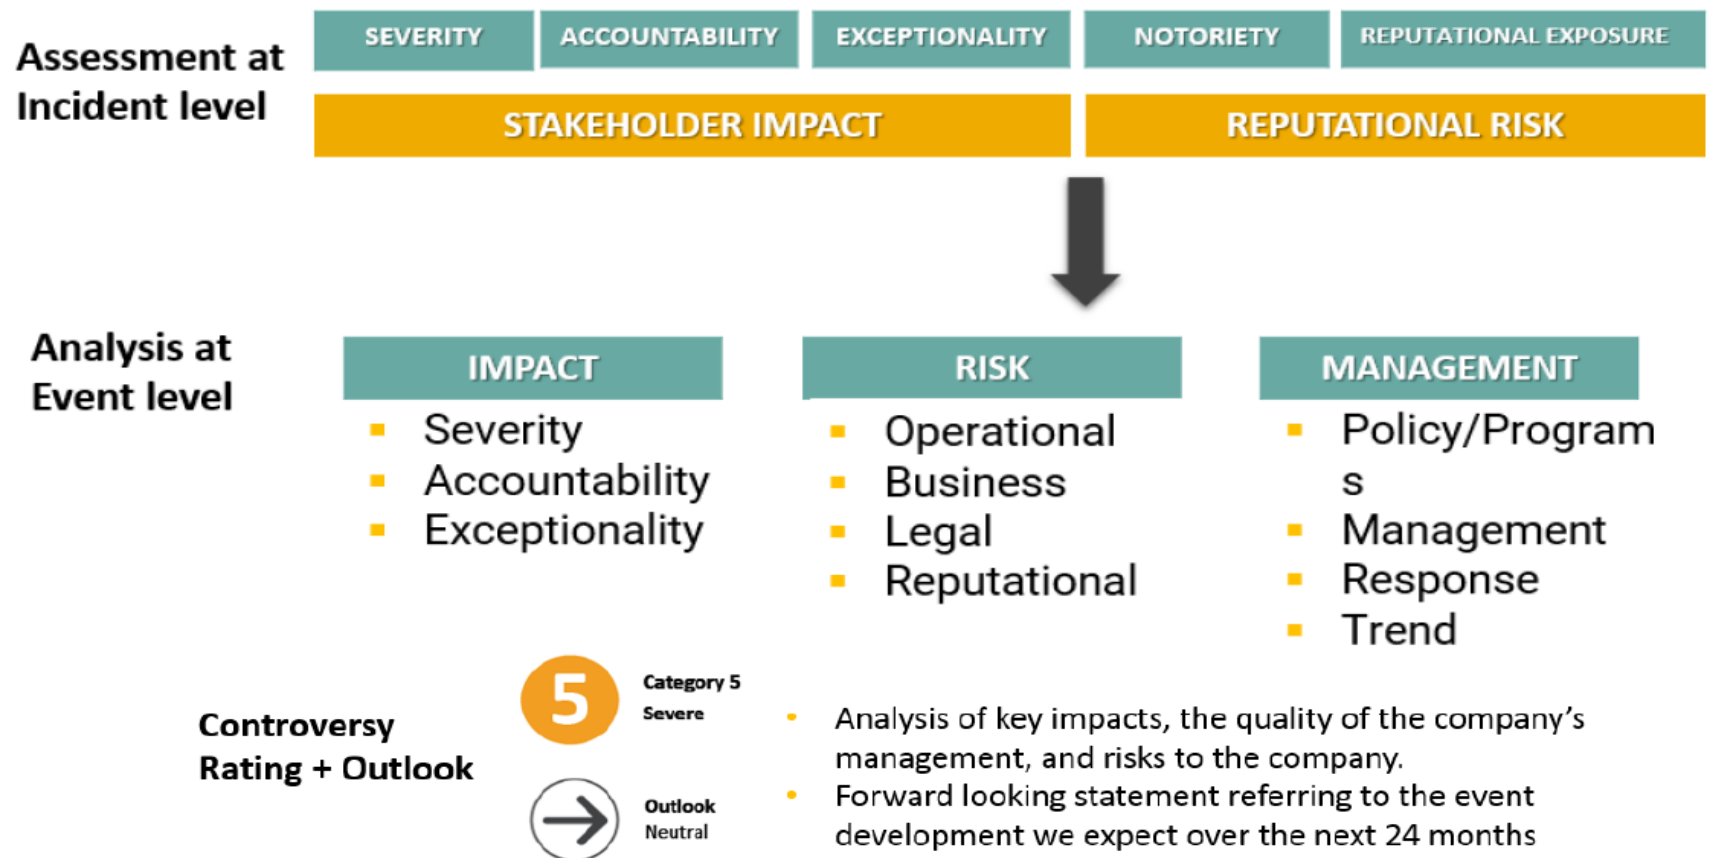 Assessment at
Incident level
SEVERITY
ACCOUNTABILITY
EXCEPTIONALITY
NOTORIETY
REPUTATIONAL EXPOSURE
STAKEHOLDER IMPACT
REPUTATIONAL RISK
Analysis at
Event level
IMPACT
Severity
Accountability
Exceptionality
RISK
Operational
Business
Legal
Reputational
MANAGEMENT
Policy/Program
s
Management
Response
Trend
Controversy
Rating + Outlook
5
Category 5
Severe
Outlook
Neutral
Analysis of key impacts, the quality of the company’s
management, and risks to the company.
Forward looking statement referring to the event
development we expect over the next 24 months